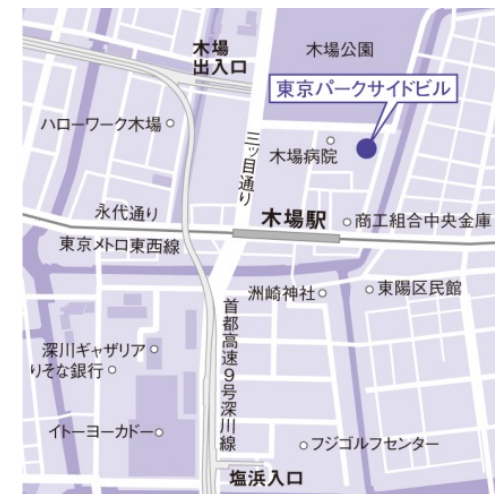 木場
出入口
木場公園
東京パークサイドビル
ハローワーク木場
木場病院
三ッ目通り
永代通り
木場駅
商工組合中央金庫
東京メトロ東西線
洲崎神社
東陽区民館
首都高速9号深川線
深川ギャザリア
りそな銀行
イトーヨーカドー
フジゴルフセンター
塩浜入口